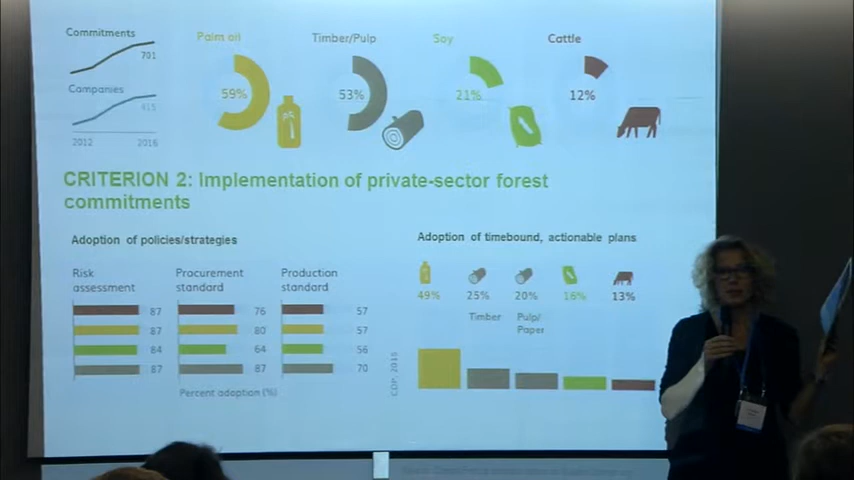 Commitments
701
Companies
415
2012 2016
Palm oil
59%
Timber/Pulp
53%
Soy
21%
Cattle
12%
CRITERION 2: Implementation of private-sector forest
commitments
Adoption of policies/strategies
Risk
assessment
87
87
84
87
Procurement
standard
76
80
64
87
Production
standard
57
57
56
70
Percent adoption (%)
Adoption of timebound, actionable plans
49% 25% 20% 16% 13%
Timber Pulp/
Paper
CDP, 2015